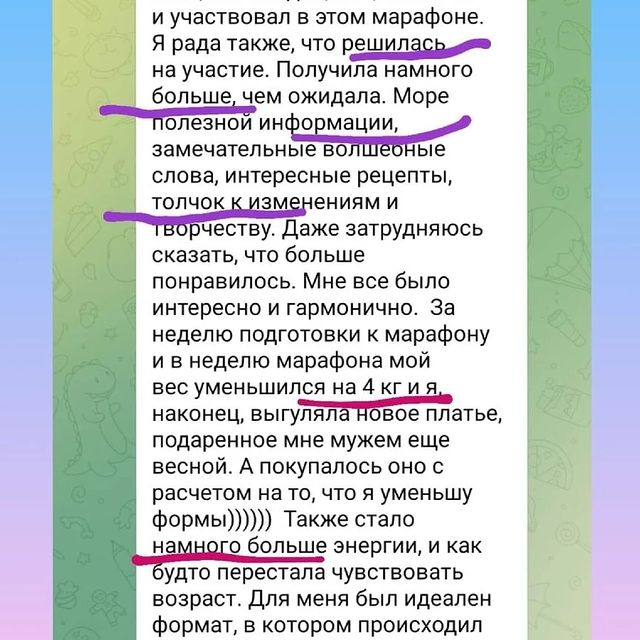 и участвовал в этом марафоне.
Я рада также, что решилась
на участие. Получила намного
больше, чем ожидала. Море
полезной информации,
замечательные волшебные
слова, интересные рецепты,
толчок к изменениям и
творчеству. Даже затрудняюсь
сказать, что больше
понравилось. Мне все было
интересно и гармонично.  За
неделю подготовки к марафону
и в неделю марафона мой
вес уменьшился на 4 кг и я,
наконец, выгуляла новое платье,
подаренное мне мужем еще
весной. А покупалось оно с
расчетом на то, что я уменьшу
формы))))))  Также стало
намного больше энергии, и как
будто перестала чувствовать
возраст. Для меня был идеален
формат, в котором происходил